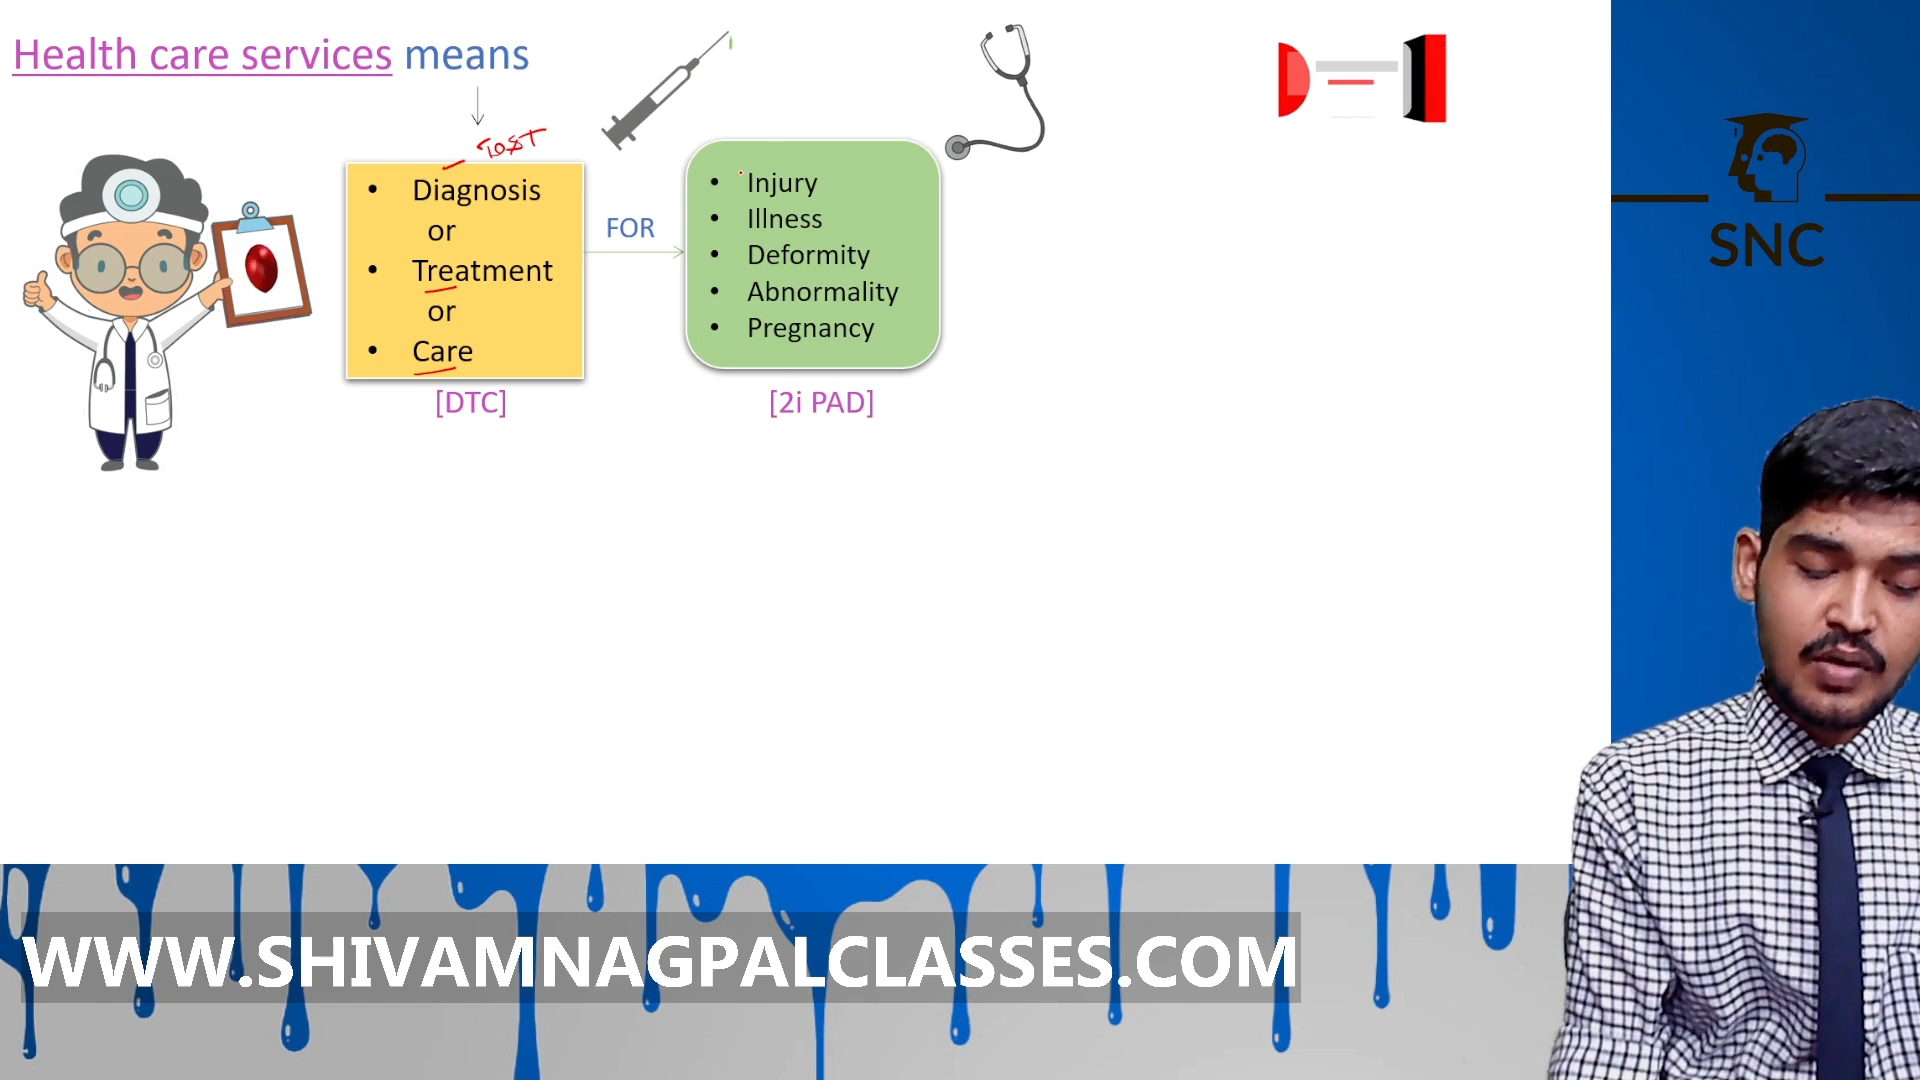 Health care services means
TEST
• Diagnosis
or
• Treatment
or
• Care
[DTC]
FOR
• Injury
• Illness
• Deformity
• Abnormality
• Pregnancy
[2i PAD]
SNC
WWW.SHIVAMNAGPALCLASSES.COM